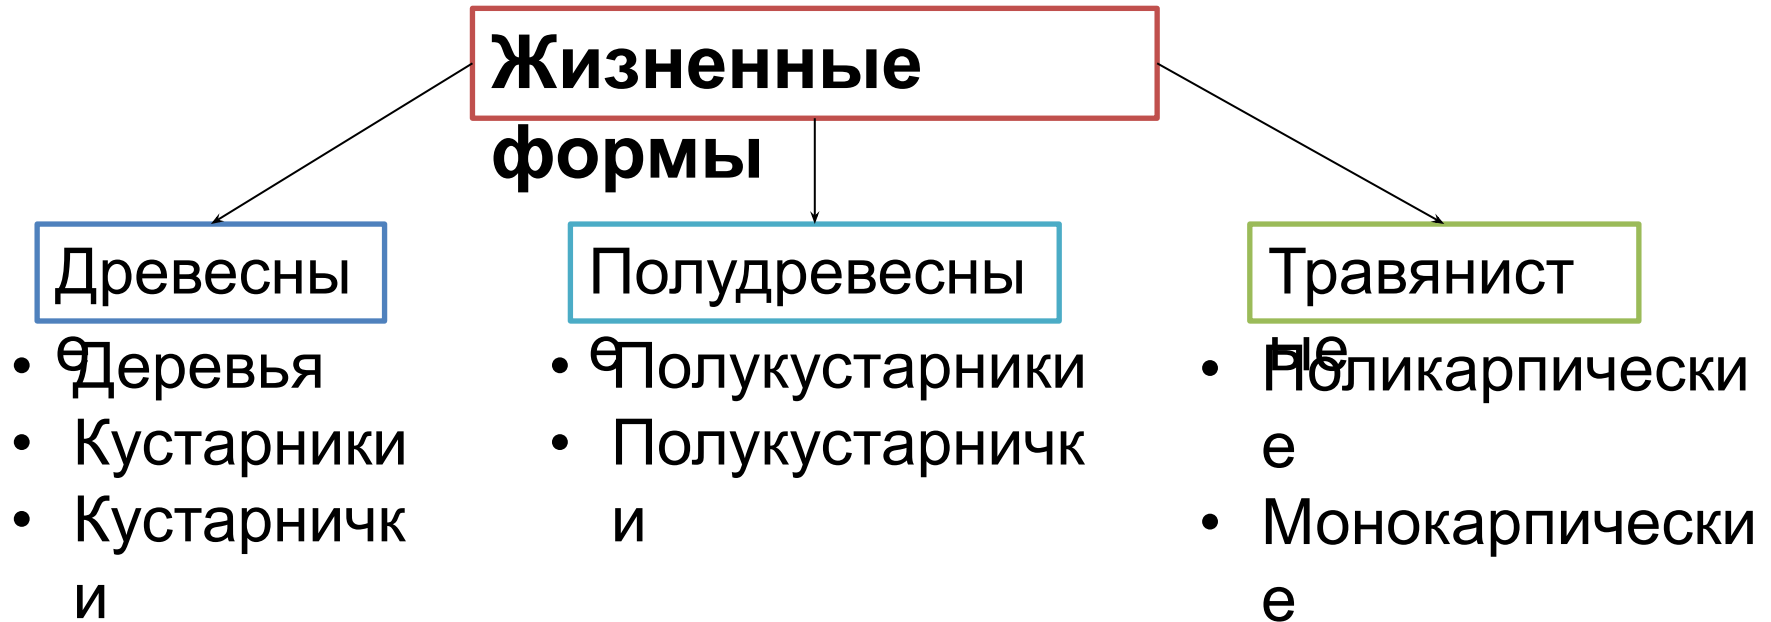 Жизненные
формы
Древесны
е
• Деревья
• Кустарники
• Кустарничк
и
Полудревесны
е
• Полукустарники
• Полукустарничк
и
Травянист
ые
• Поликарпически
е
• Монокарпически
е